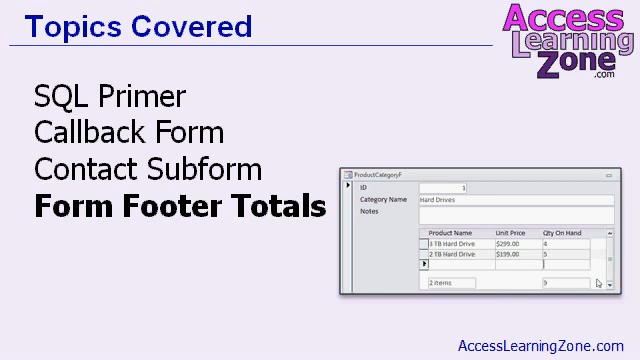 Topics Covered
Access
Learning
Zone
.com
SQL Primer
Callback Form
Contact Subform
Form Footer Totals
ProductCategoryF
ID 1
Category Name Hard Drives
Notes
Product Name Unit Price Qty On Hand
3 TB Hard Drive $299.00 4
2 TB Hard Drive $199.00 5
2 items 9
AccessLearningZone.com